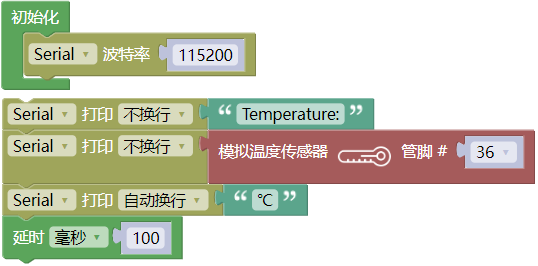 初始化
Serial 波特率 115200
Serial 打印 不换行 “ Temperature: ”
Serial 打印 不换行 模拟温度传感器 管脚 # 36
Serial 打印 自动换行 “ ℃ ”
延时 毫秒 100